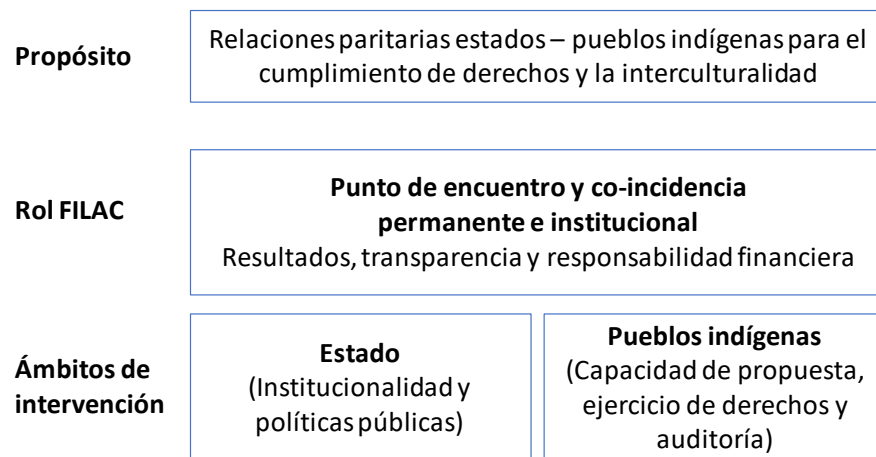 Propósito
Relaciones paritarias estados – pueblos indígenas para el
cumplimiento de derechos y la interculturalidad
Rol FILAC
Punto de encuentro y co-incidencia
permanente e institucional
Resultados, transparencia y responsabilidad financiera
Ámbitos de
intervención
Estado
(Institucionalidad y
políticas públicas)
Pueblos indígenas
(Capacidad de propuesta,
ejercicio de derechos y
auditoría)